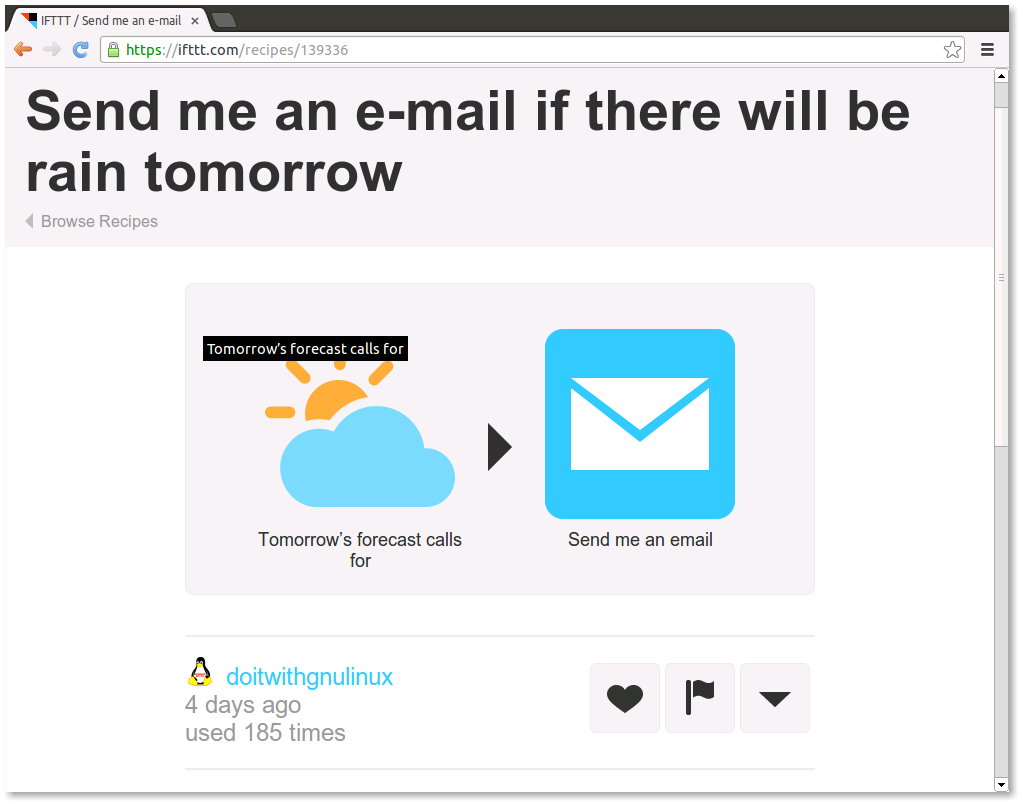 IFTTT / Send me an e-mail
https://ifttt.com/recipes/139336
Send me an e-mail if there will be
rain tomorrow
Browse Recipes
Tomorrow's forecast calls for
Tomorrow's forecast calls
for
Send me an email
doitwithgnulinux
4 days ago
used 185 times